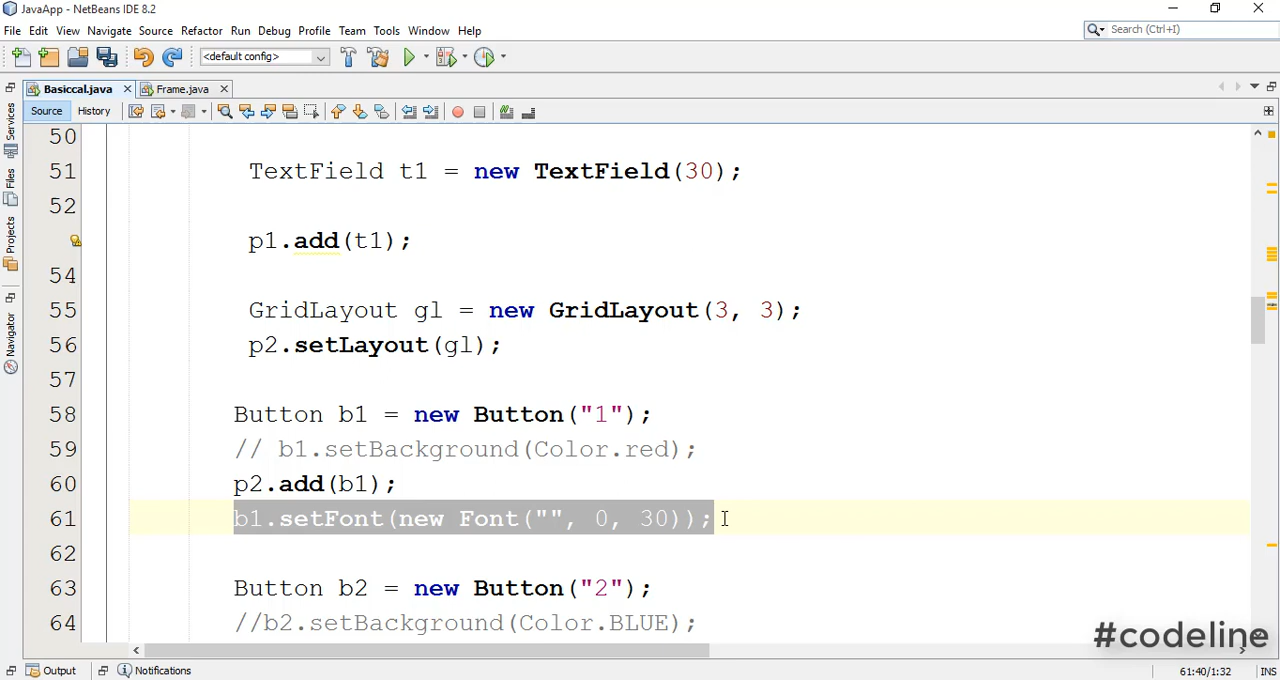 JavaApp - NetBeans IDE 8.2
File Edit View Navigate Source Refactor Run Debug Profile Team Tools Window Help
Search (Ctrl+I)
<default config>
Basiccal.java Frame.java
Source History
Services
Files
Projects
Navigator
50
51 TextField t1 = new TextField(30);
52
p1.add(t1);
54
55 GridLayout gl = new GridLayout(3, 3);
56 p2.setLayout(gl);
57
58 Button b1 = new Button("1");
59 // b1.setBackground(Color.red);
60 p2.add(b1);
61 b1.setFont(new Font("", 0, 30));
62
63 Button b2 = new Button("2");
64 //b2.setBackground(Color.BLUE);
#codeline
Output Notifications 61:40/1:32 INS